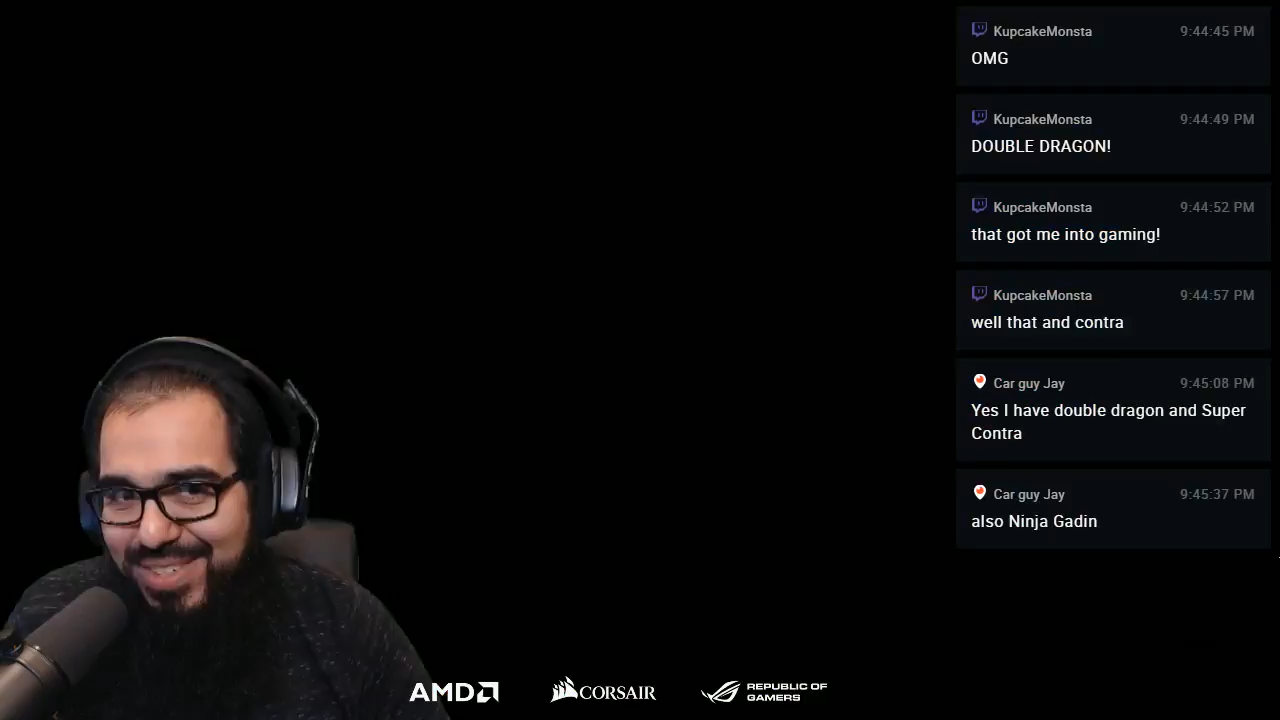 KupcakeMonsta 9:44:45 PM
OMG
KupcakeMonsta 9:44:49 PM
DOUBLE DRAGON!
KupcakeMonsta 9:44:52 PM
that got me into gaming!
KupcakeMonsta 9:44:57 PM
well that and contra
Car guy Jay 9:45:08 PM
Yes I have double dragon and Super
Contra
Car guy Jay 9:45:37 PM
also Ninja Gadin
AMD CORSAIR REPUBLIC OF
GAMERS